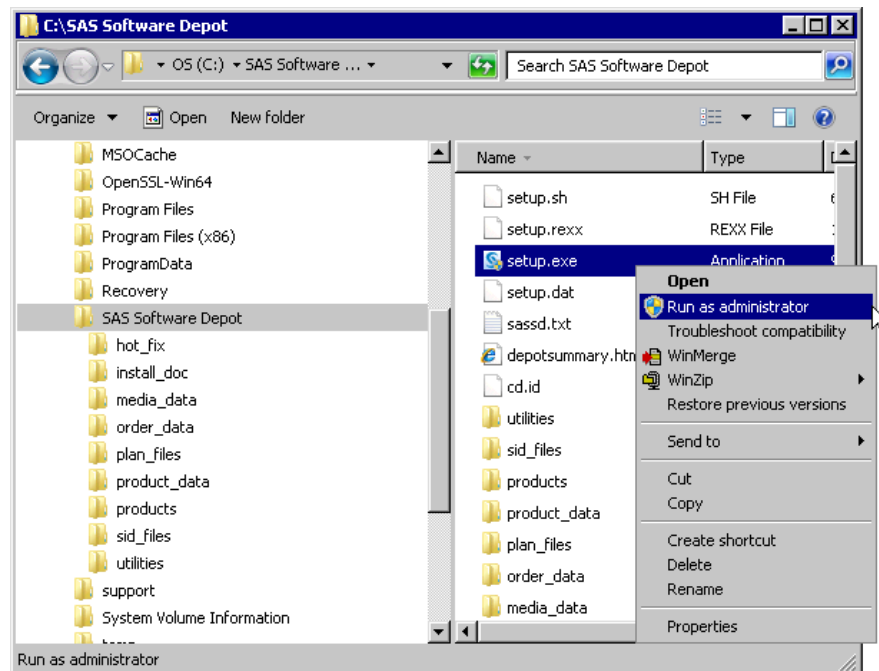 C:\SAS Software Depot
OS (C:) SAS Software ...
Search SAS Software Depot
Organize Open New folder
MSOCache
OpenSSL-Win64
Program Files
Program Files (x86)
ProgramData
Recovery
SAS Software Depot
hot_fix
install_doc
media_data
order_data
plan_files
product_data
products
sid_files
utilities
support
System Volume Information
Name Type
setup.sh SH File
setup.rexx REXX File
setup.exe Application
setup.dat
sassd.txt
depotsummary.htm
cd.id
utilities
sid_files
products
product_data
plan_files
order_data
media_data
Open
Run as administrator
Troubleshoot compatibility
WinMerge
WinZip
Restore previous versions
Send to
Cut
Copy
Create shortcut
Delete
Rename
Properties
Run as administrator